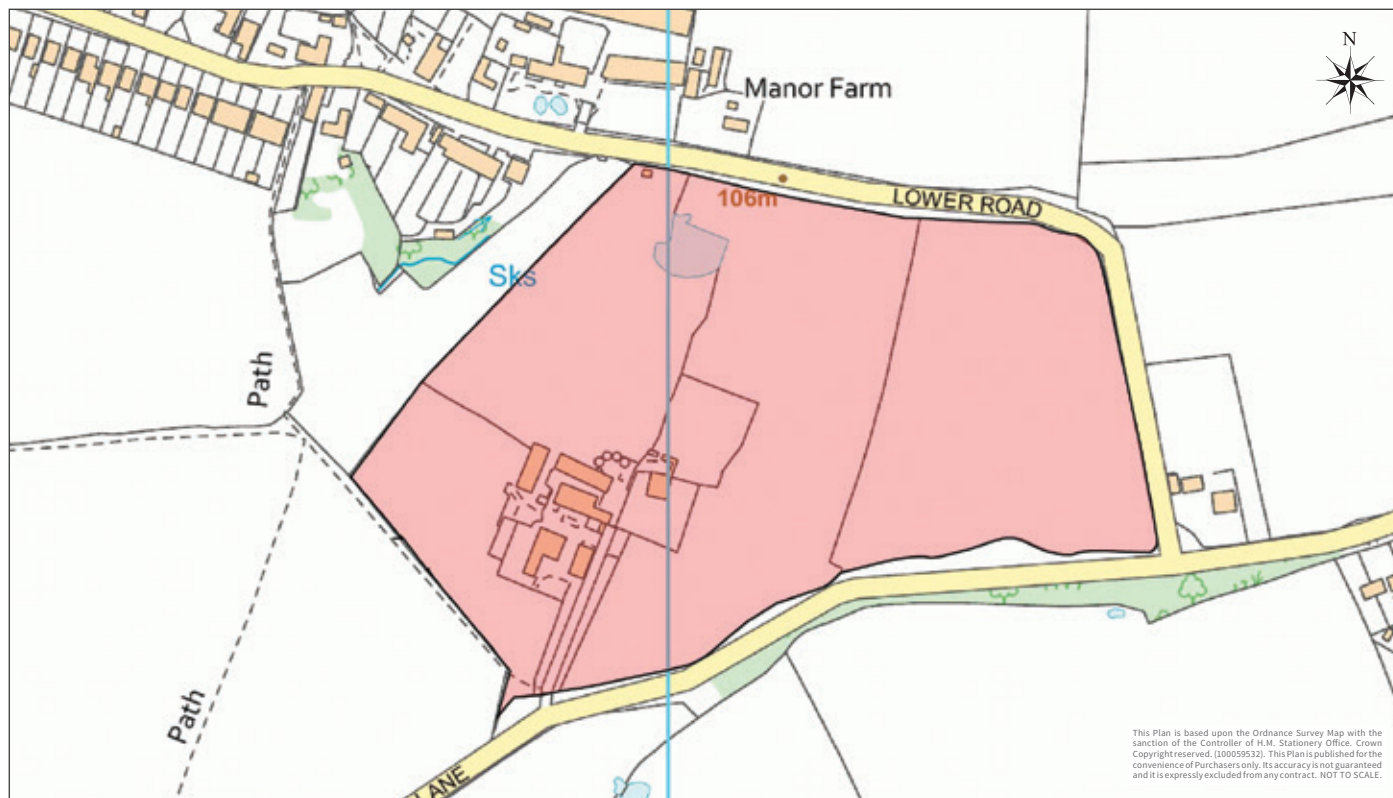 N
Manor Farm
106m
LOWER ROAD
Sks
Path
Path
LANE
This Plan is based upon the Ordnance Survey Map with the
sanction of the Controller of H.M. Stationery Office. Crown
Copyright reserved. (100059532). This Plan is published for the
convenience of Purchasers only. Its accuracy is not guaranteed
and it is expressly excluded from any contract. NOT TO SCALE.